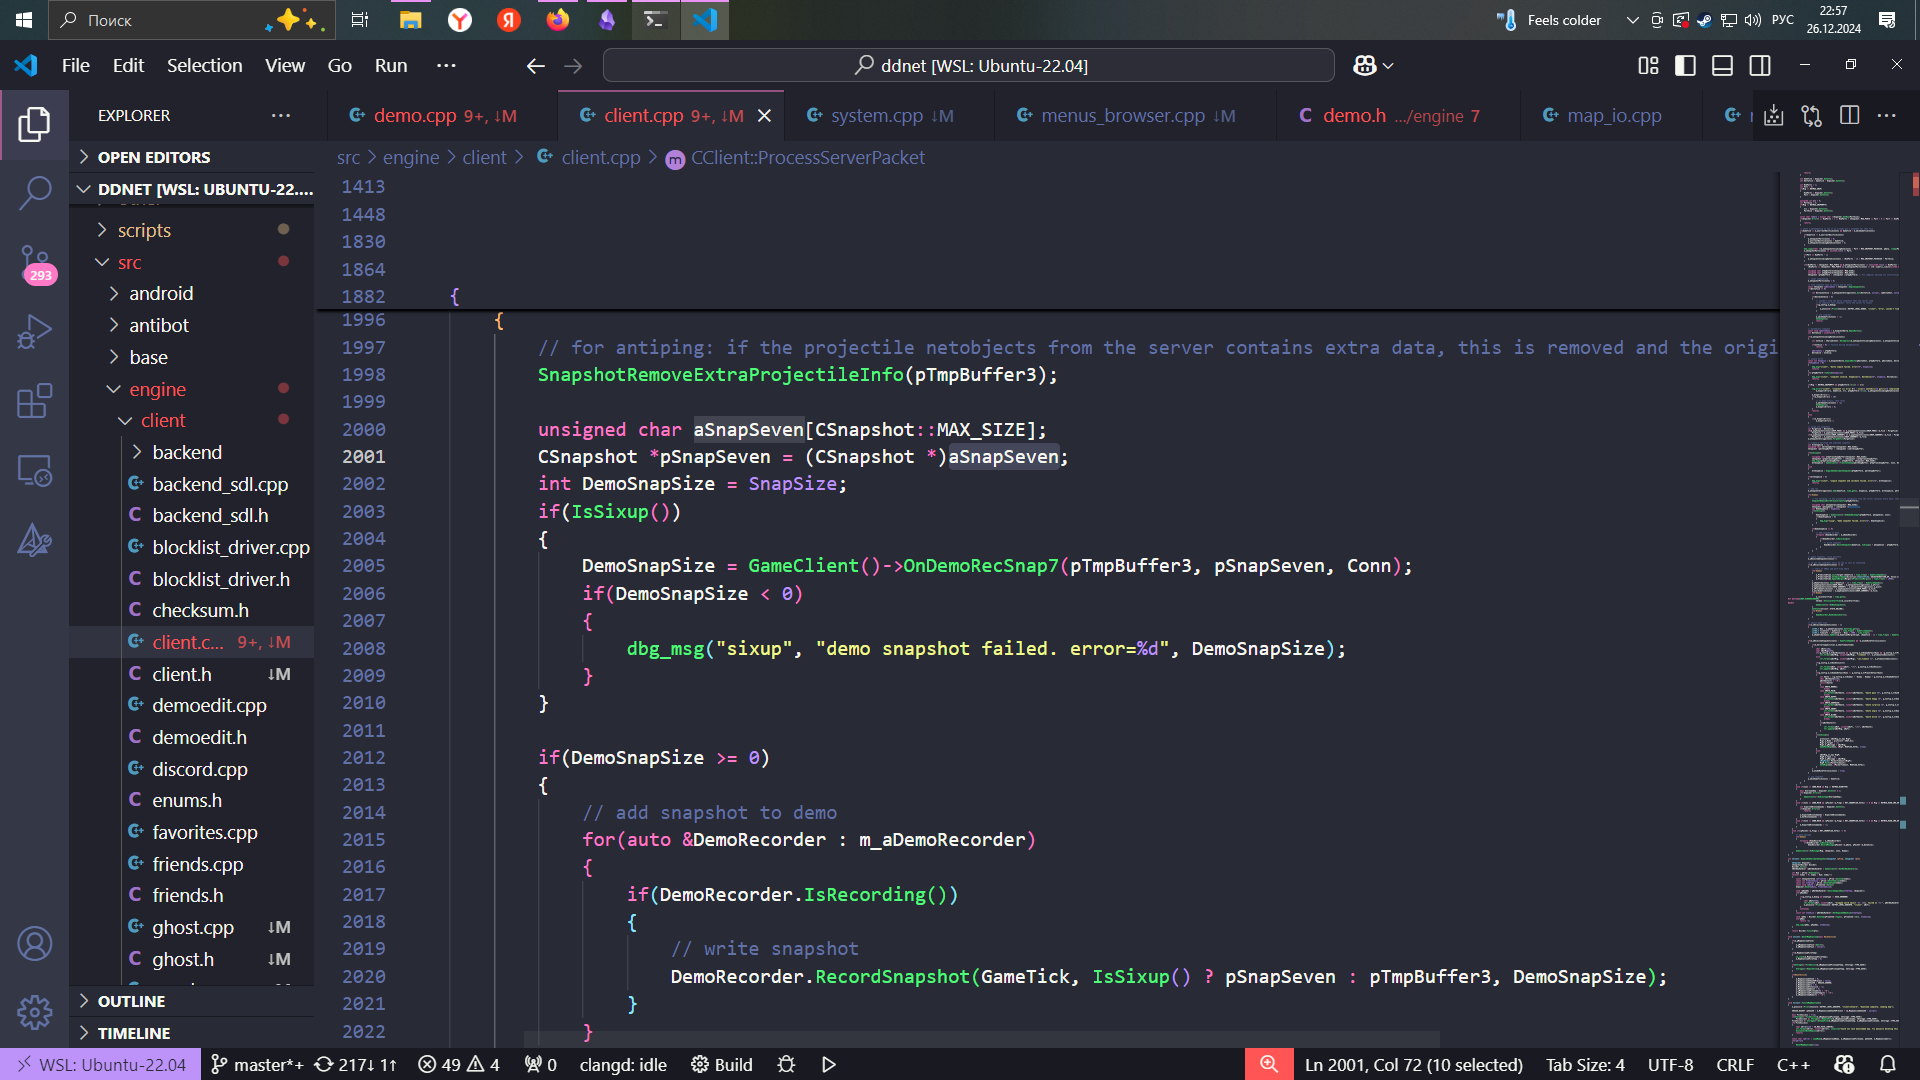 Поиск
Feels colder
РУС
22:57
26.12.2024
File Edit Selection View Go Run ···
ddnet [WSL: Ubuntu-22.04]
EXPLORER ···
demo.cpp 9+, ↓M
client.cpp 9+, ↓M
system.cpp ↓M
menus_browser.cpp ↓M
demo.h .../engine 7
map_io.cpp
src > engine > client > client.cpp > CClient::ProcessServerPacket
OPEN EDITORS
DDNET [WSL: UBUNTU-22....
scripts
src
android
antibot
base
engine
client
backend
backend_sdl.cpp
backend_sdl.h
blocklist_driver.cpp
blocklist_driver.h
checksum.h
client.c... 9+, ↓M
client.h ↓M
demoedit.cpp
demoedit.h
discord.cpp
enums.h
favorites.cpp
friends.cpp
friends.h
ghost.cpp ↓M
ghost.h ↓M
OUTLINE
TIMELINE
293
1413
1448
1830
1864
1882 {
1996 {
1997 // for antiping: if the projectile netobjects from the server contains extra data, this is removed and the origi
1998 SnapshotRemoveExtraProjectileInfo(pTmpBuffer3);
1999
2000 unsigned char aSnapSeven[CSnapshot::MAX_SIZE];
2001 CSnapshot *pSnapSeven = (CSnapshot *)aSnapSeven;
2002 int DemoSnapSize = SnapSize;
2003 if(IsSixup())
2004 {
2005 DemoSnapSize = GameClient()->OnDemoRecSnap7(pTmpBuffer3, pSnapSeven, Conn);
2006 if(DemoSnapSize < 0)
2007 {
2008 dbg_msg("sixup", "demo snapshot failed. error=%d", DemoSnapSize);
2009 }
2010 }
2011
2012 if(DemoSnapSize >= 0)
2013 {
2014 // add snapshot to demo
2015 for(auto &DemoRecorder : m_aDemoRecorder)
2016 {
2017 if(DemoRecorder.IsRecording())
2018 {
2019 // write snapshot
2020 DemoRecorder.RecordSnapshot(GameTick, IsSixup() ? pSnapSeven : pTmpBuffer3, DemoSnapSize);
2021 }
2022 }
WSL: Ubuntu-22.04 master*+ 217↓ 1↑ 49 4 0 clangd: idle Build Ln 2001, Col 72 (10 selected) Tab Size: 4 UTF-8 CRLF C++